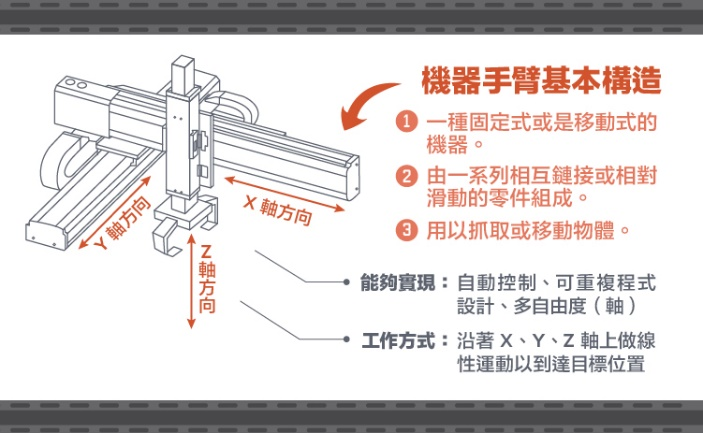 機器手臂基本構造
1 一種固定式或是移動式的
機器。
2 由一系列相互鏈接或相對
滑動的零件組成。
3 用以抓取或移動物體。
X 軸方向
Y 軸方向
Z 軸方向
能夠實現：自動控制、可重複程式
設計、多自由度（軸）
工作方式：沿著 X、Y、Z 軸上做線
性運動以到達目標位置